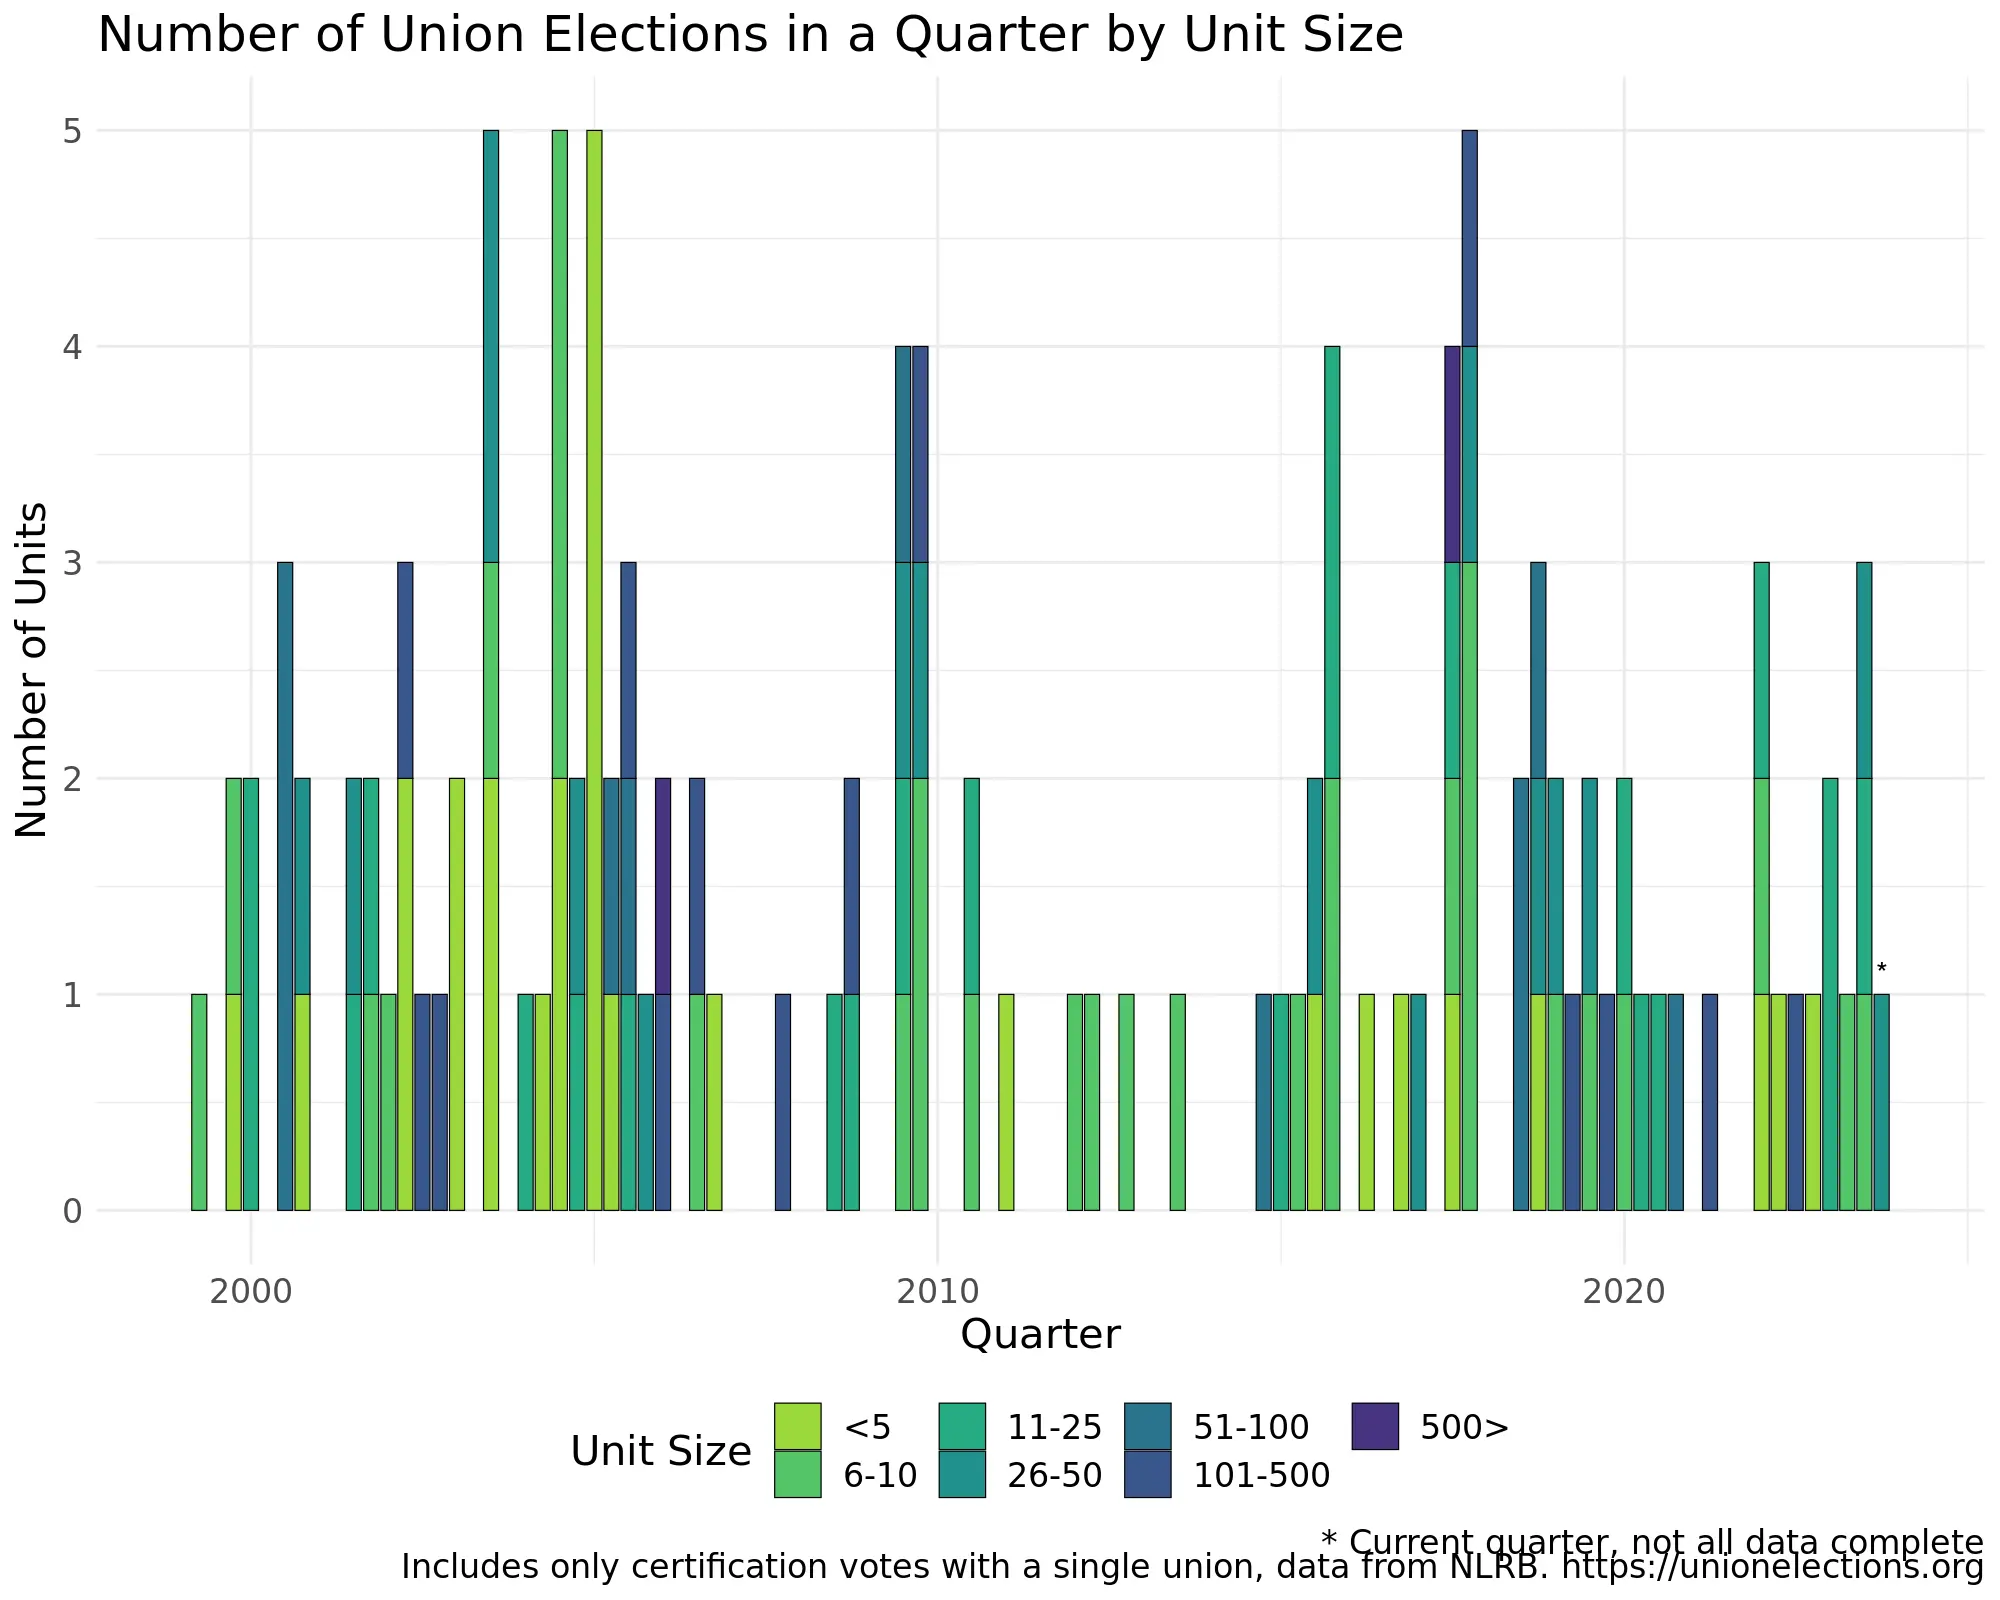 Number of Union Elections in a Quarter by Unit Size
Number of Units
5
4
3
2
1
0
*
2000 2010 2020
Quarter
Unit Size
<5 11-25 51-100 500>
6-10 26-50 101-500
* Current quarter, not all data complete
Includes only certification votes with a single union, data from NLRB. https://unionelections.org